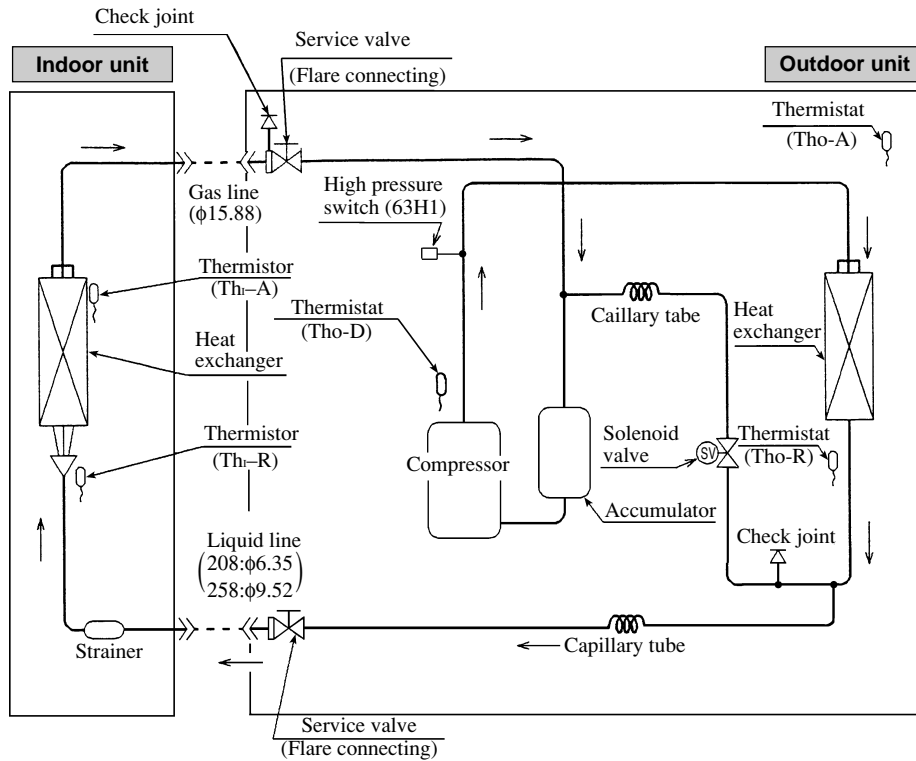 Check joint
Service valve
(Flare connecting)
Indoor unit
Outdoor unit
Thermistat
(Tho-A)
Gas line
(ϕ15.88)
High pressure
switch (63H1)
Thermistor
(ThI–A)
Thermistat
(Tho-D)
Caillary tabe
Heat
exchanger
Heat
exchanger
Thermistor
(ThI–R)
Compressor
Solenoid
valve
SV
Thermistat
(Tho-R)
Accumulator
Liquid line
(208:ϕ6.35
258:ϕ9.52)
Check joint
Strainer
Capillary tube
Service valve
(Flare connecting)